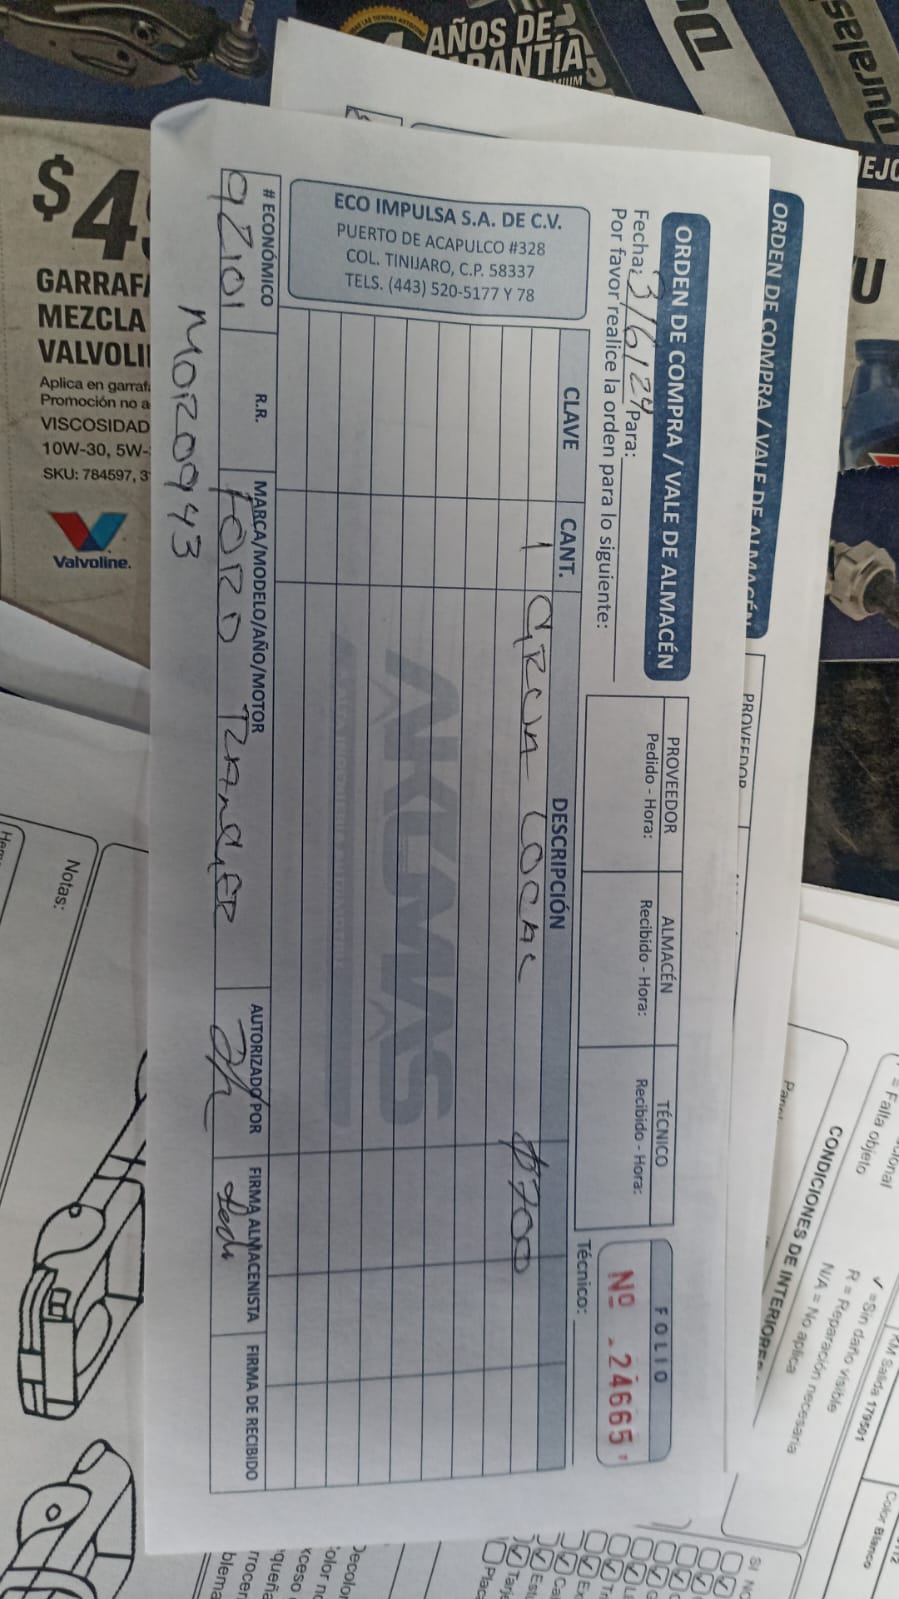 ORDEN DE COMPRA / VALE DE ALMACÉN
Fecha: 3/6/24 Para:
Por favor realice la orden para lo siguiente:
PROVEEDOR
Pedido - Hora:
ALMACÉN
Recibido - Hora:
TÉCNICO
Recibido - Hora:
FOLIO
Nº 24665
Técnico:
ECO IMPULSA S.A. DE C.V.
PUERTO DE ACAPULCO #328
COL. TINIJARO, C.P. 58337
TELS. (443) 520-5177 Y 78
CLAVE CANT. DESCRIPCIÓN
1 GRUA LOCAL $700
AKUMAS
# ECONÓMICO R.R. MARCA/MODELO/AÑO/MOTOR AUTORIZADO POR FIRMA ALMACENISTA FIRMA DE RECIBIDO
92101 FORD RANGER
MOR0943
ORDEN DE COMPRA / VALE DE ALMACÉN
PROVEEDOR
AÑOS DE
GARANTÍA
$4
GARRAFA
MEZCLA
VALVOLI
Aplica en garrafa
Promoción no a
VISCOSIDAD
10W-30, 5W-
SKU: 784597, 3
Valvoline.
Duralast
Notas:
= Falla objeto
CONDICIONES DE INTERIORES
✓ =Sin daño visible
R = Reparación necesaria
N/A = No aplica
KM Salida 179501
Color Blanco
SI NO